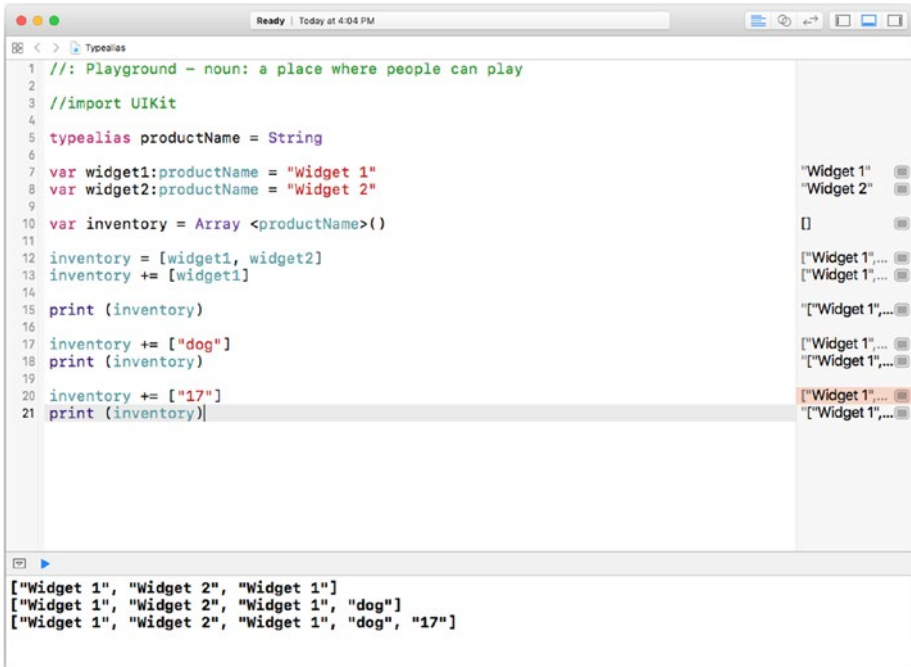 Ready | Today at 4:04 PM
Typealias
1 //: Playground – noun: a place where people can play
2
3 //import UIKit
4
5 typealias productName = String
6
7 var widget1:productName = "Widget 1" "Widget 1"
8 var widget2:productName = "Widget 2" "Widget 2"
9
10 var inventory = Array <productName>() []
11
12 inventory = [widget1, widget2] ["Widget 1",...
13 inventory += [widget1] ["Widget 1",...
14
15 print (inventory) "["Widget 1",...
16
17 inventory += ["dog"] ["Widget 1",...
18 print (inventory) "["Widget 1",...
19
20 inventory += ["17"] ["Widget 1",...
21 print (inventory) "["Widget 1",...
["Widget 1", "Widget 2", "Widget 1"]
["Widget 1", "Widget 2", "Widget 1", "dog"]
["Widget 1", "Widget 2", "Widget 1", "dog", "17"]